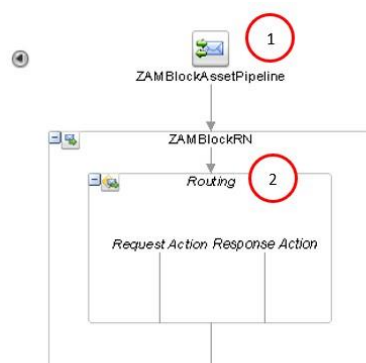 1
ZAMBlockAssetPipeline
ZAMBlockRN
Routing 2
Request Action Response Action